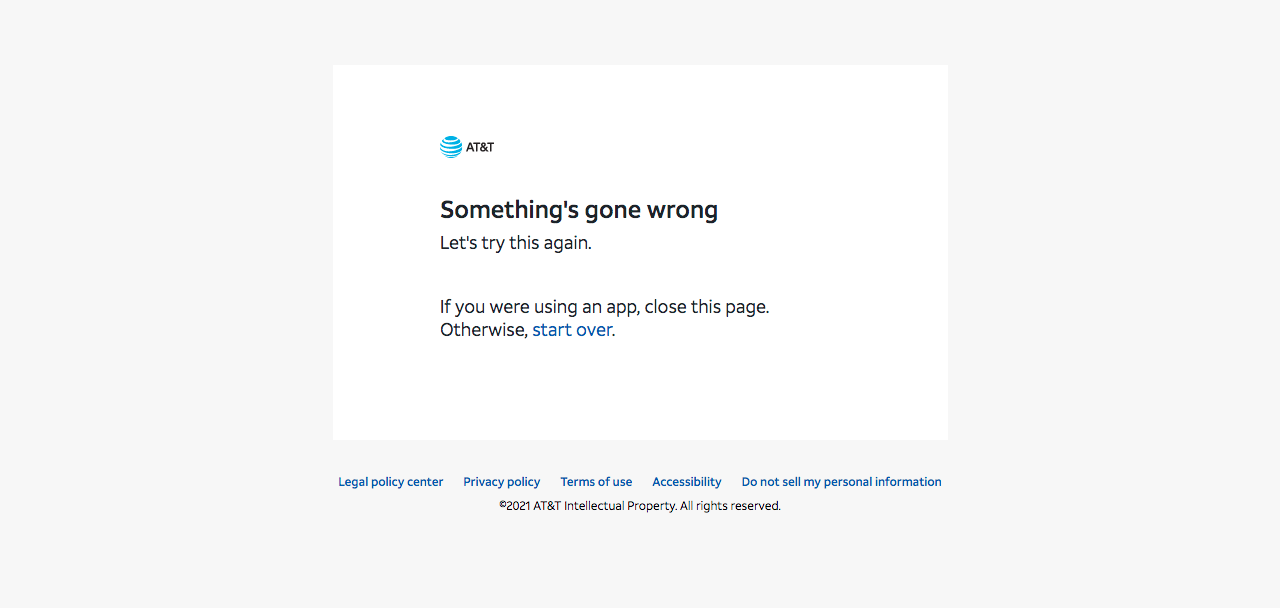 AT&T
Something's gone wrong
Let's try this again.
If you were using an app, close this page.
Otherwise, start over.
Legal policy center Privacy policy Terms of use Accessibility Do not sell my personal information
©2021 AT&T Intellectual Property. All rights reserved.